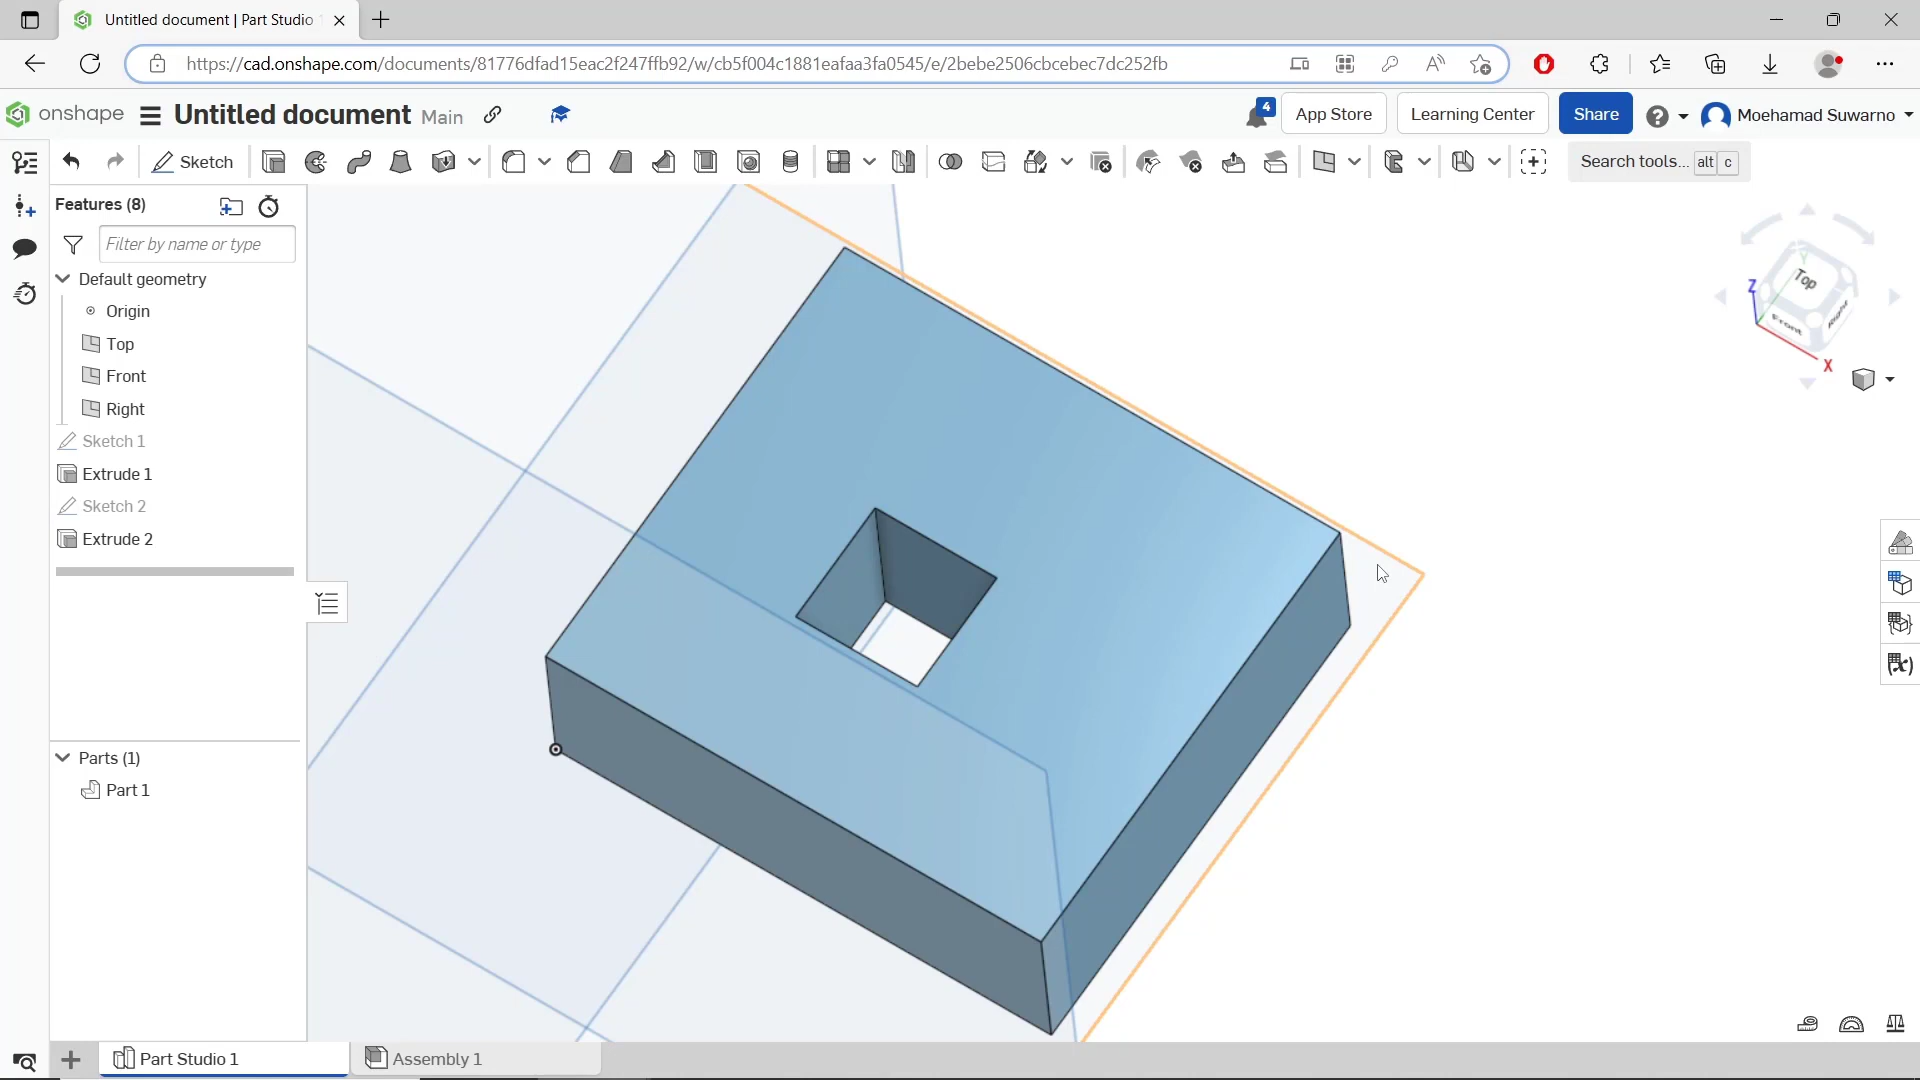 Untitled document | Part Studio
https://cad.onshape.com/documents/81776dfad15eac2f247ffb92/w/cb5f004c1881eafaa3fa0545/e/2bebe2506cbcebec7dc252fb
onshape Untitled document Main 4 App Store Learning Center Share Moehamad Suwarno
Sketch Search tools... alt c
Features (8)
Filter by name or type
Default geometry
Origin
Top
Front
Right
Sketch 1
Extrude 1
Sketch 2
Extrude 2
Parts (1)
Part 1
Y
Z
Top
Front
Right
X
Part Studio 1
Assembly 1